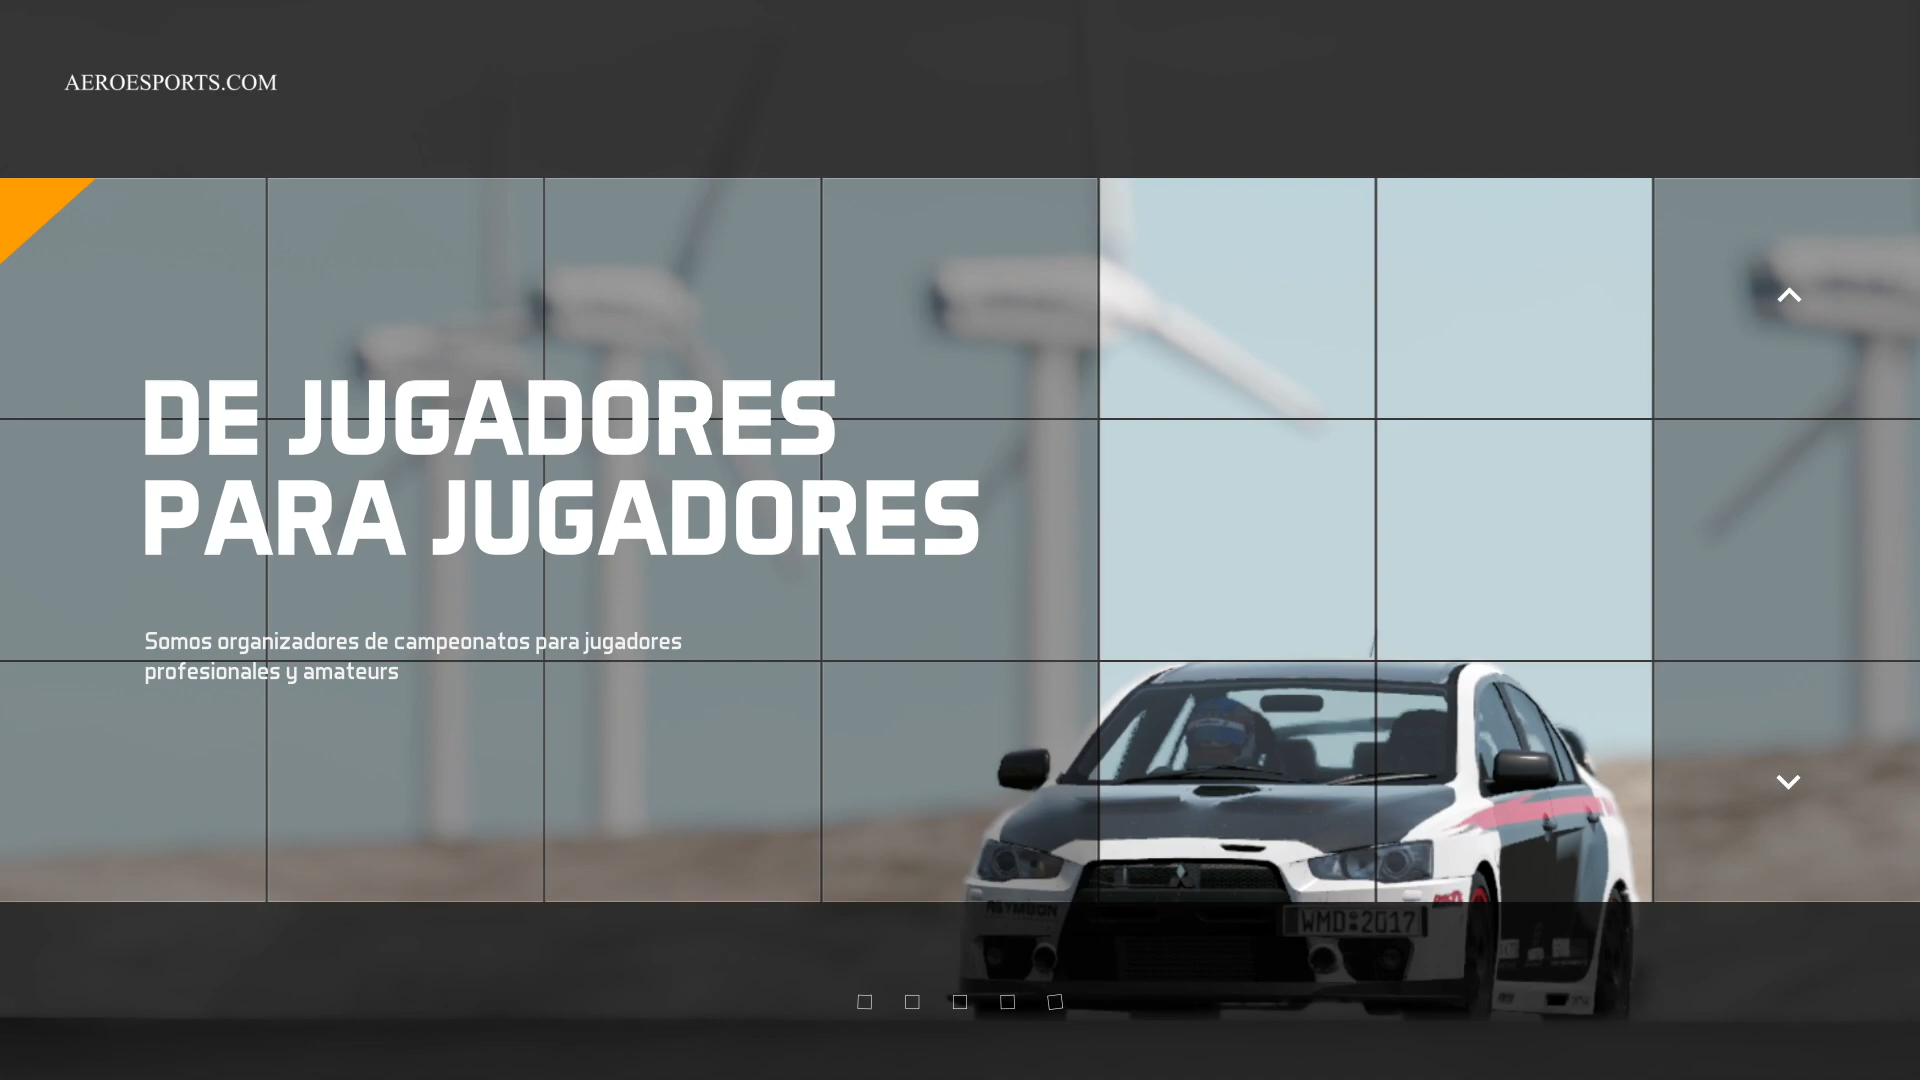 AEROESPORTS.COM
DE JUGADORES
PARA JUGADORES
Somos organizadores de campeonatos para jugadores
profesionales y amateurs
WMD:2017